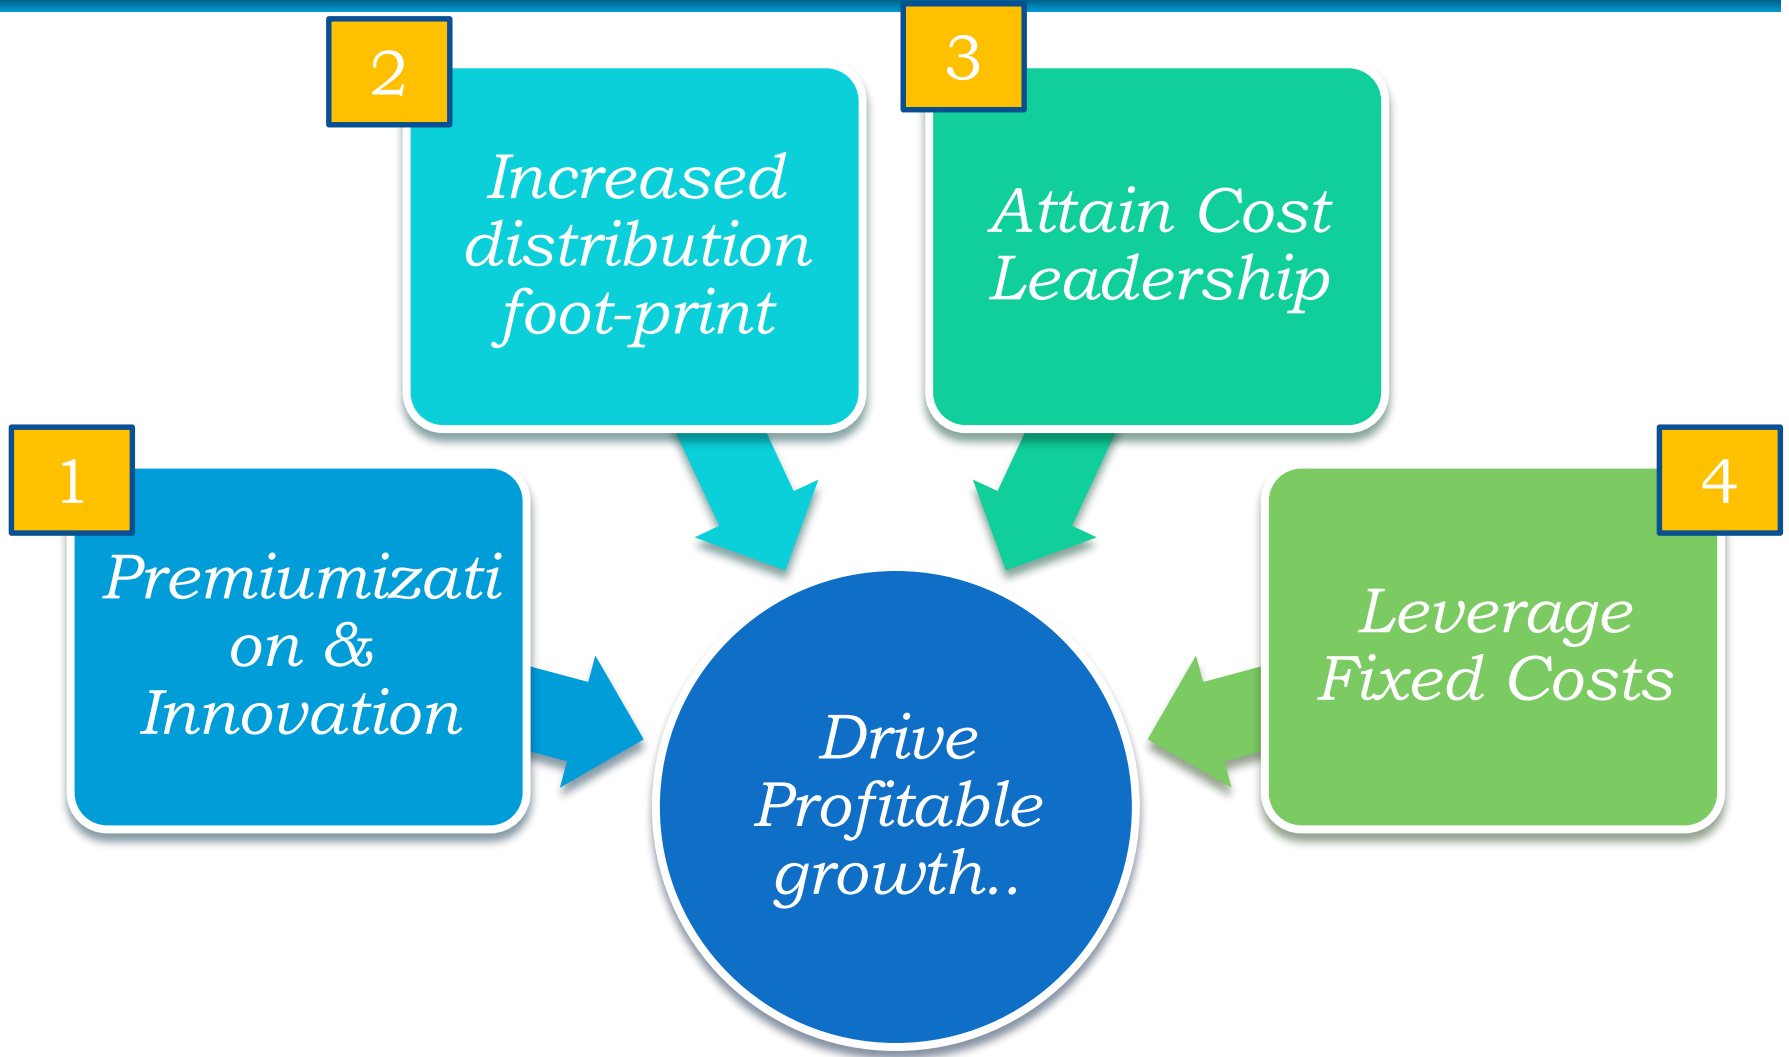 1
Premiumizati
on &
Innovation
2
Increased
distribution
foot-print
3
Attain Cost
Leadership
4
Leverage
Fixed Costs
Drive
Profitable
growth..